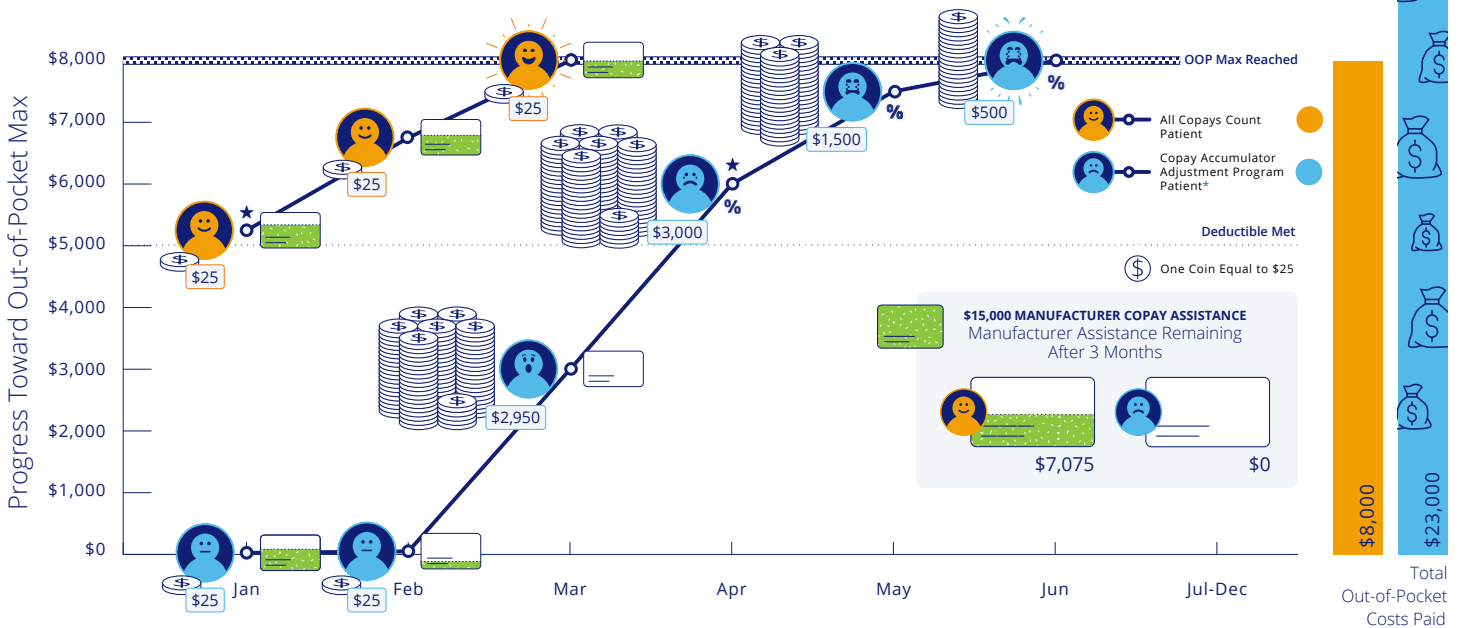 Progress Toward Out-of-Pocket Max
$8,000
$7,000
$6,000
$5,000
$4,000
$3,000
$2,000
$1,000
$0
$25
$25
$25
$25
$25
$2,950
$3,000
%
$1,500
%
$500
%
OOP Max Reached
All Copays Count
Patient
Copay Accumulator
Adjustment Program
Patient*
Deductible Met
$ One Coin Equal to $25
$15,000 MANUFACTURER COPAY ASSISTANCE
Manufacturer Assistance Remaining
After 3 Months
$7,075
$0
Jan
Feb
Mar
Apr
May
Jun
Jul-Dec
$8,000
$23,000
Total
Out-of-Pocket
Costs Paid